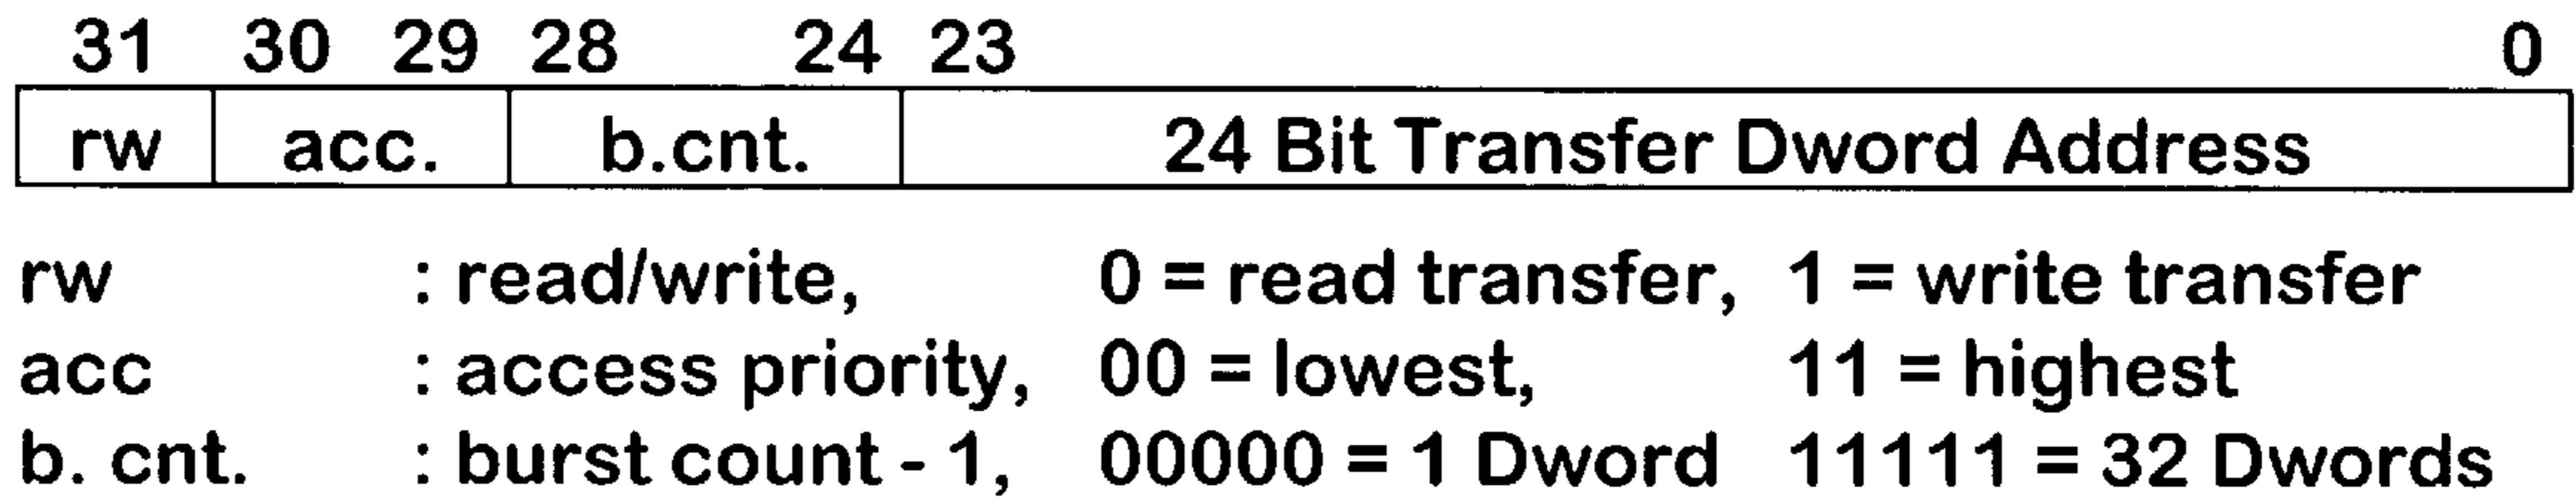 31 30 29 28 24 23 0
rw acc. b.cnt. 24 Bit Transfer Dword Address
rw : read/write, 0 = read transfer, 1 = write transfer
acc : access priority, 00 = lowest, 11 = highest
b. cnt. : burst count - 1, 00000 = 1 Dword 11111 = 32 Dwords